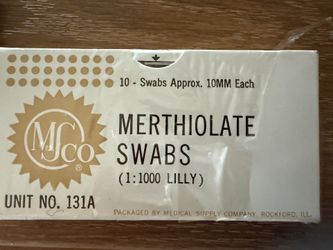 10 - Swabs Approx. 10MM Each
MSCO
®
MERTHIOLATE
SWABS
(1:1000 LILLY)
UNIT NO. 131A
PACKAGED BY MEDICAL SUPPLY COMPANY, ROCKFORD, ILL.